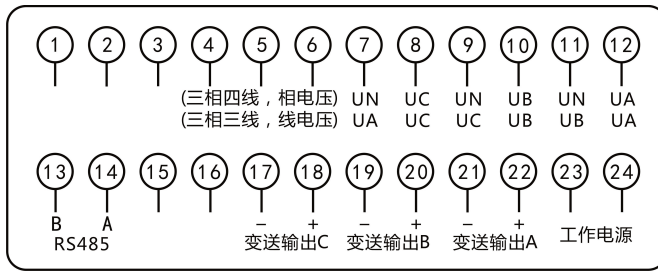 1 2 3 4 5 6 7 8 9 10 11 12
(三相四线，相电压) UN UC UN UB UN UA
(三相三线，线电压) UA UC UC UB UB UA
13 14 15 16 17 18 19 20 21 22 23 24
B A − + − + − +
RS485 变送输出C 变送输出B 变送输出A 工作电源